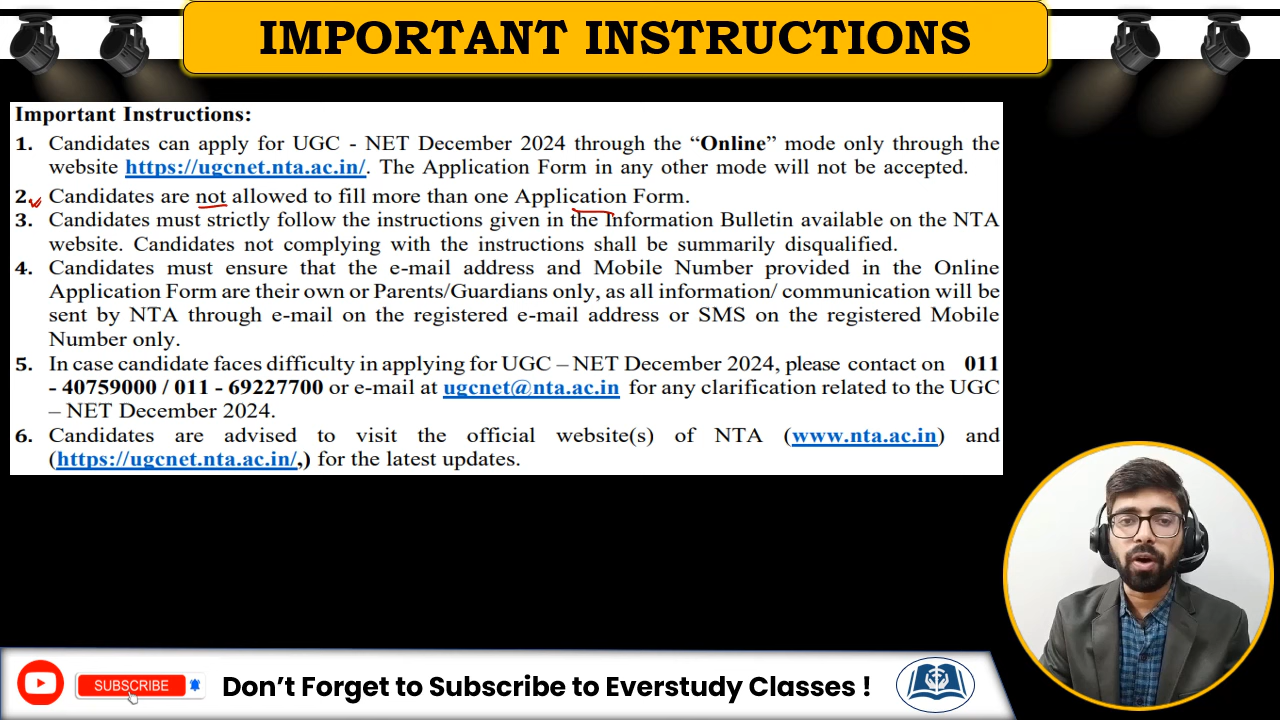 IMPORTANT INSTRUCTIONS
Important Instructions:
1. Candidates can apply for UGC - NET December 2024 through the “Online” mode only through the
website https://ugcnet.nta.ac.in/. The Application Form in any other mode will not be accepted.
2. Candidates are not allowed to fill more than one Application Form.
3. Candidates must strictly follow the instructions given in the Information Bulletin available on the NTA
website. Candidates not complying with the instructions shall be summarily disqualified.
4. Candidates must ensure that the e-mail address and Mobile Number provided in the Online
Application Form are their own or Parents/Guardians only, as all information/ communication will be
sent by NTA through e-mail on the registered e-mail address or SMS on the registered Mobile
Number only.
5. In case candidate faces difficulty in applying for UGC – NET December 2024, please contact on 011
- 40759000 / 011 - 69227700 or e-mail at ugcnet@nta.ac.in for any clarification related to the UGC
– NET December 2024.
6. Candidates are advised to visit the official website(s) of NTA (www.nta.ac.in) and
(https://ugcnet.nta.ac.in/,) for the latest updates.
SUBSCRIBE
Don’t Forget to Subscribe to Everstudy Classes !